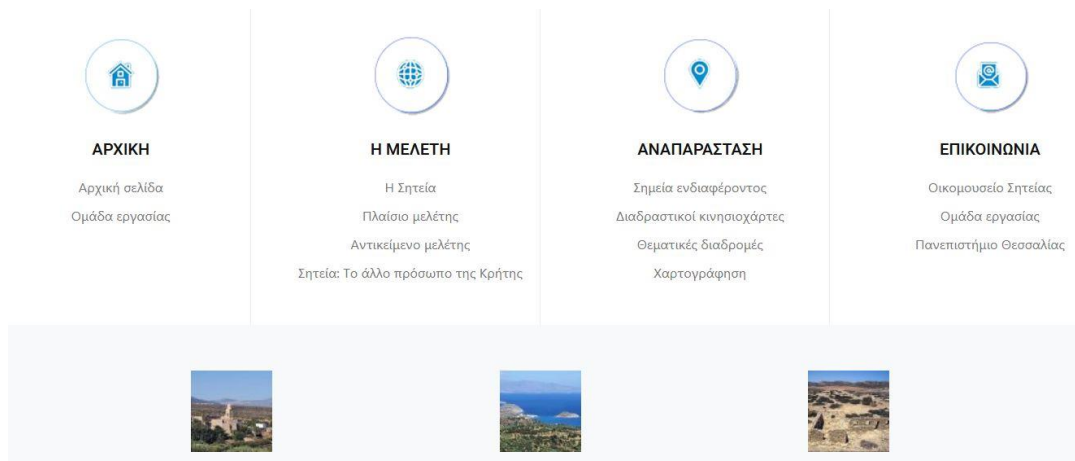 ΑΡΧΙΚΗ
Αρχική σελίδα
Ομάδα εργασίας
Η ΜΕΛΕΤΗ
Η Σητεία
Πλαίσιο μελέτης
Αντικείμενο μελέτης
Σητεία: Το άλλο πρόσωπο της Κρήτης
ΑΝΑΠΑΡΑΣΤΑΣΗ
Σημεία ενδιαφέροντος
Διαδραστικοί κινησιοχάρτες
Θεματικές διαδρομές
Χαρτογράφηση
ΕΠΙΚΟΙΝΩΝΙΑ
Οικομουσείο Σητείας
Ομάδα εργασίας
Πανεπιστήμιο Θεσσαλίας